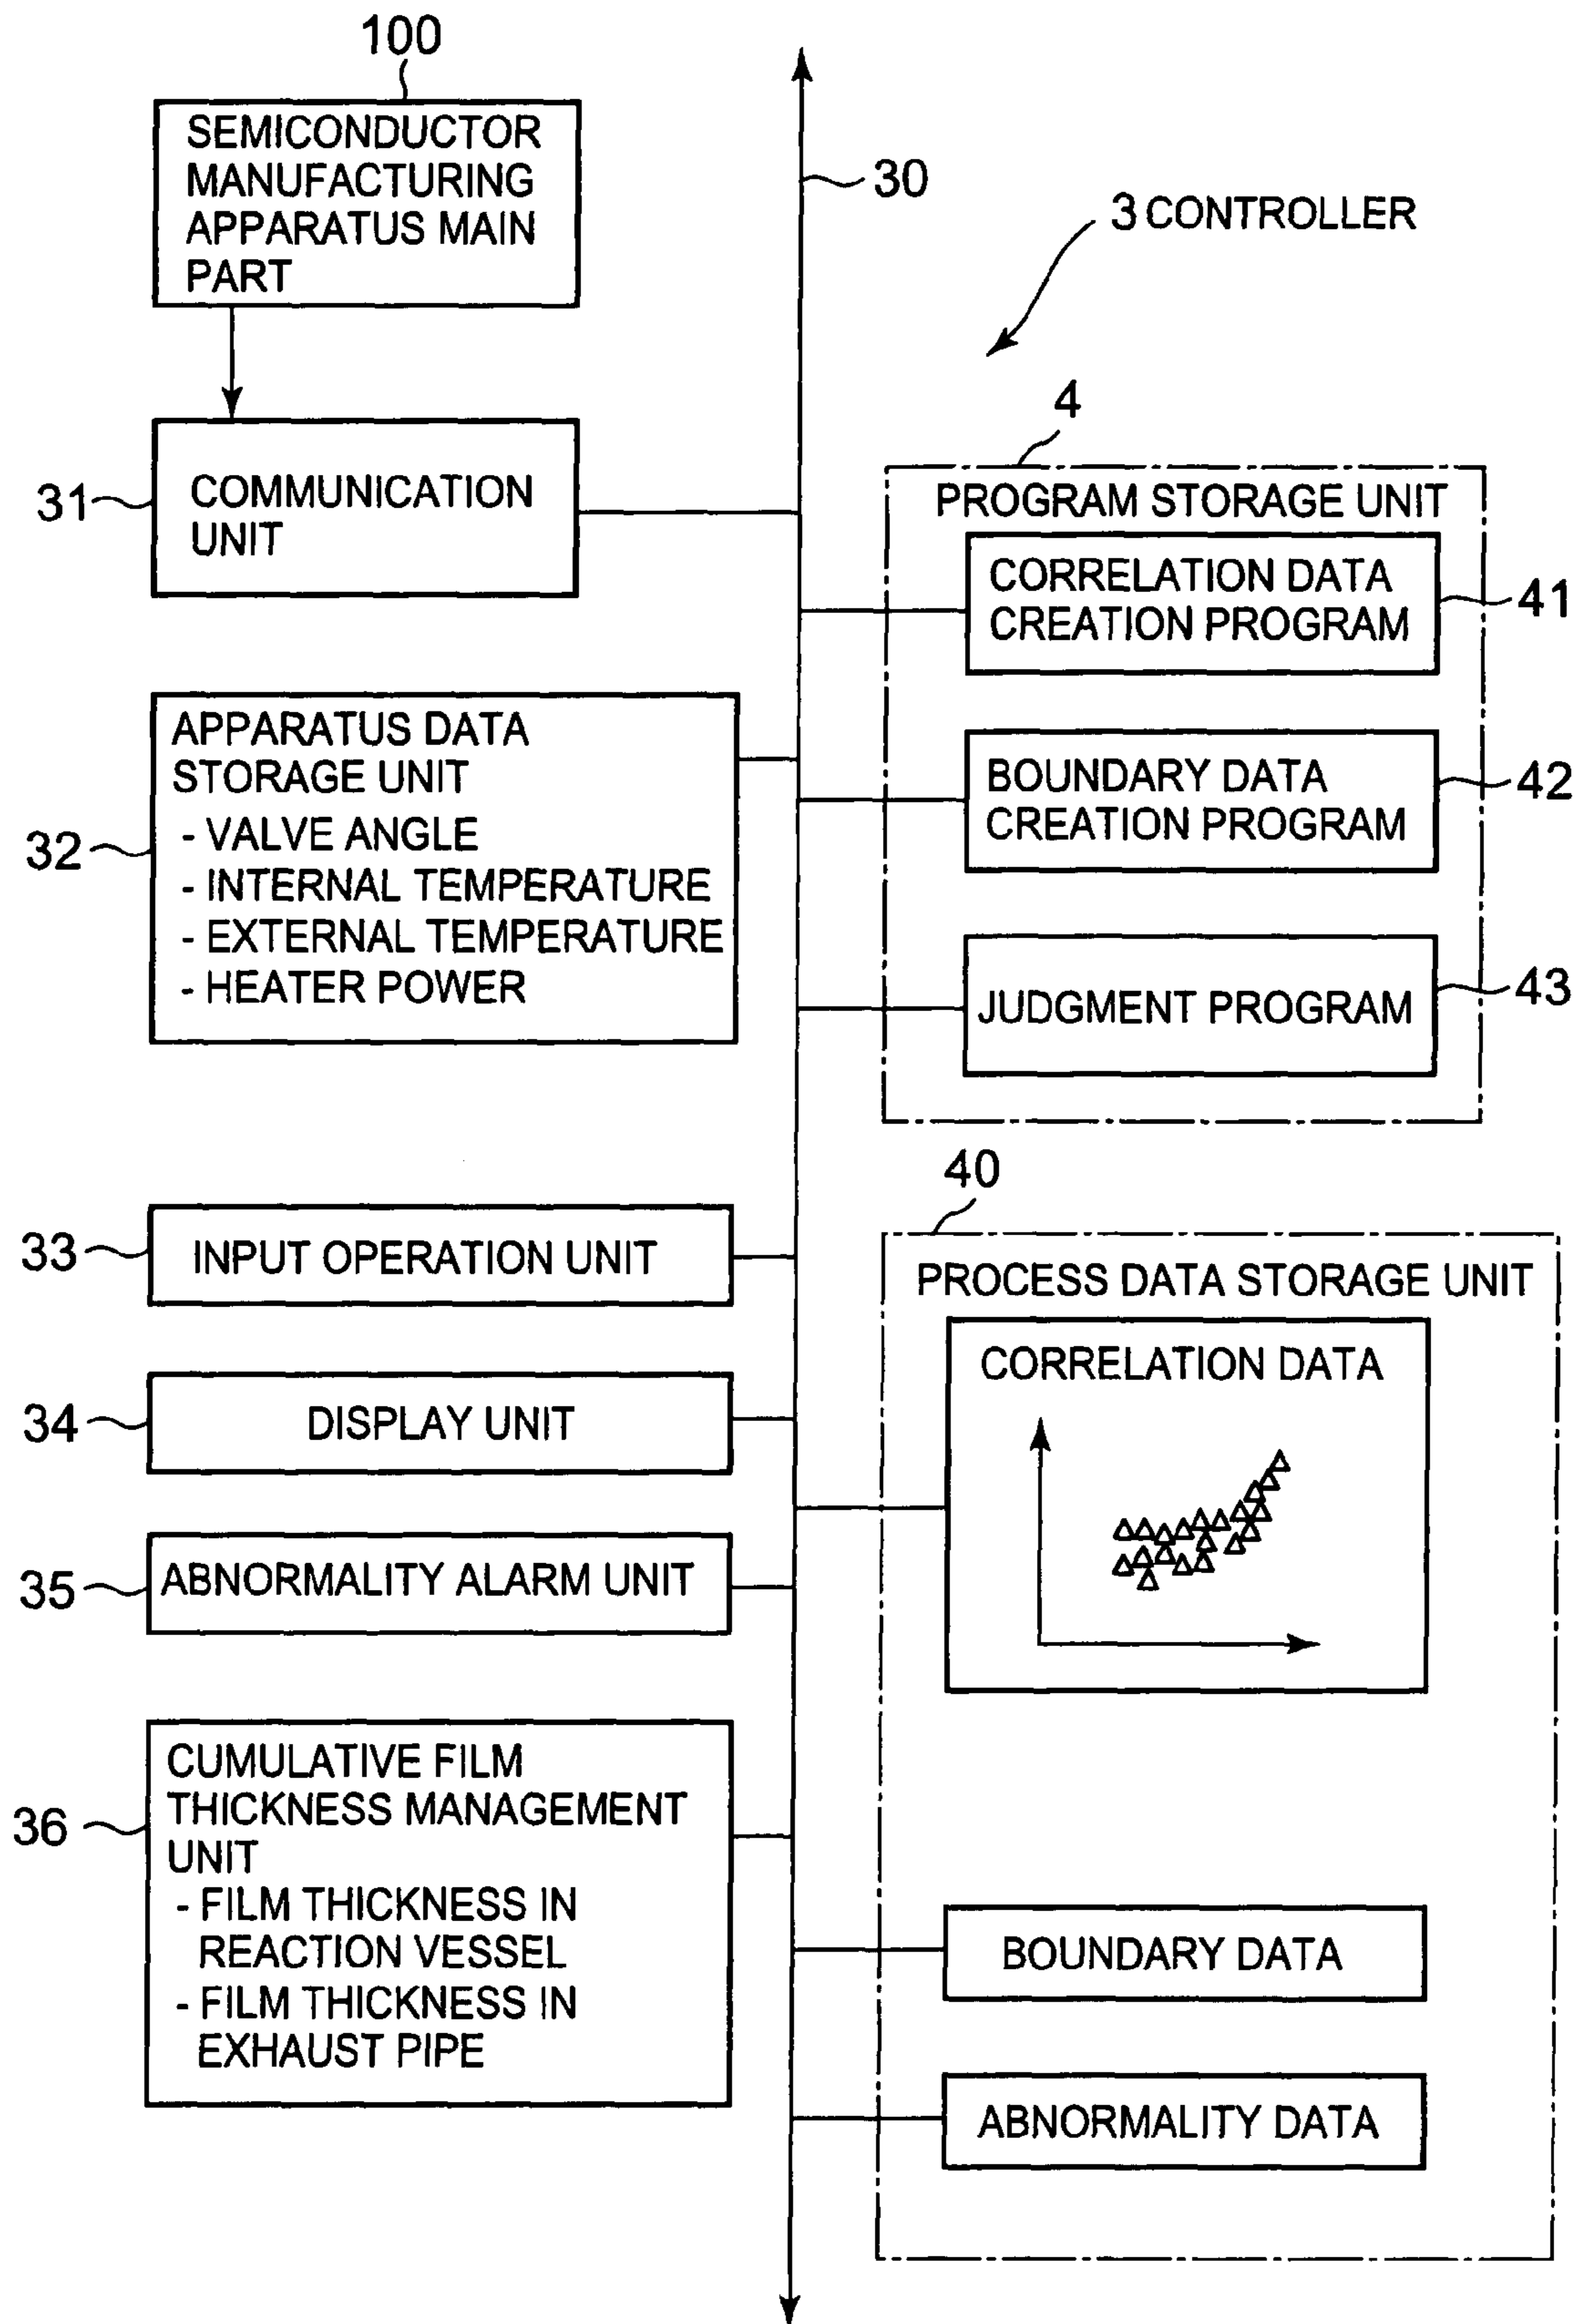 100
SEMICONDUCTOR
MANUFACTURING
APPARATUS MAIN
PART
30
3 CONTROLLER
31
COMMUNICATION
UNIT
4
PROGRAM STORAGE UNIT
CORRELATION DATA
CREATION PROGRAM
41
BOUNDARY DATA
CREATION PROGRAM
42
JUDGMENT PROGRAM
43
32
APPARATUS DATA
STORAGE UNIT
- VALVE ANGLE
- INTERNAL TEMPERATURE
- EXTERNAL TEMPERATURE
- HEATER POWER
33
INPUT OPERATION UNIT
34
DISPLAY UNIT
35
ABNORMALITY ALARM UNIT
36
CUMULATIVE FILM
THICKNESS MANAGEMENT
UNIT
- FILM THICKNESS IN
REACTION VESSEL
- FILM THICKNESS IN
EXHAUST PIPE
40
PROCESS DATA STORAGE UNIT
CORRELATION DATA
BOUNDARY DATA
ABNORMALITY DATA